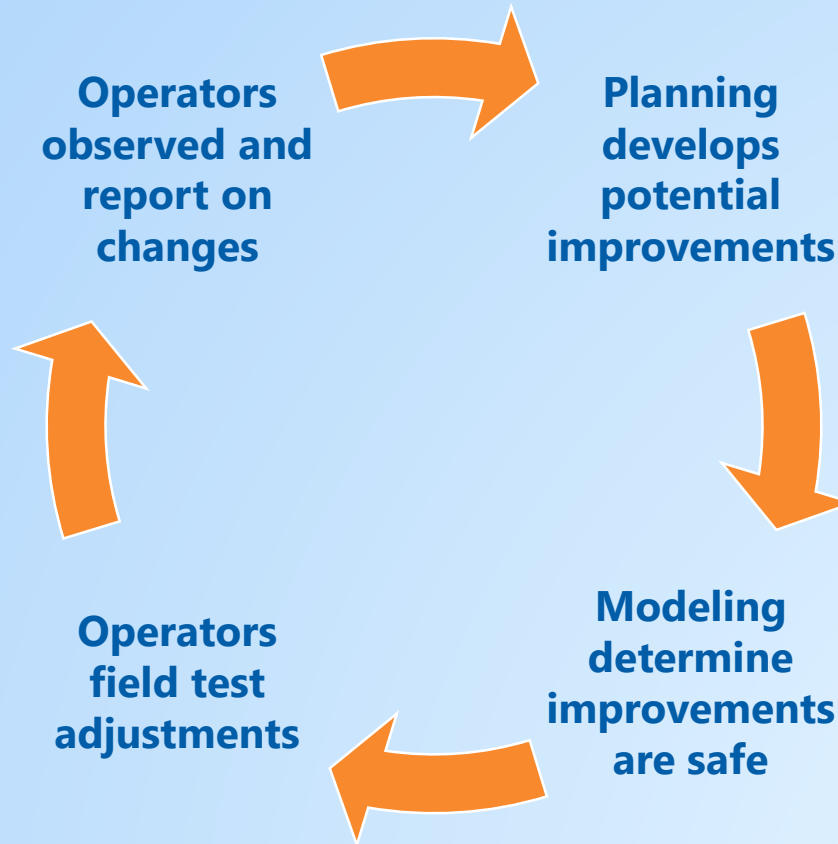 Operators
observed and
report on
changes
Planning
develops
potential
improvements
Modeling
determine
improvements
are safe
Operators
field test
adjustments